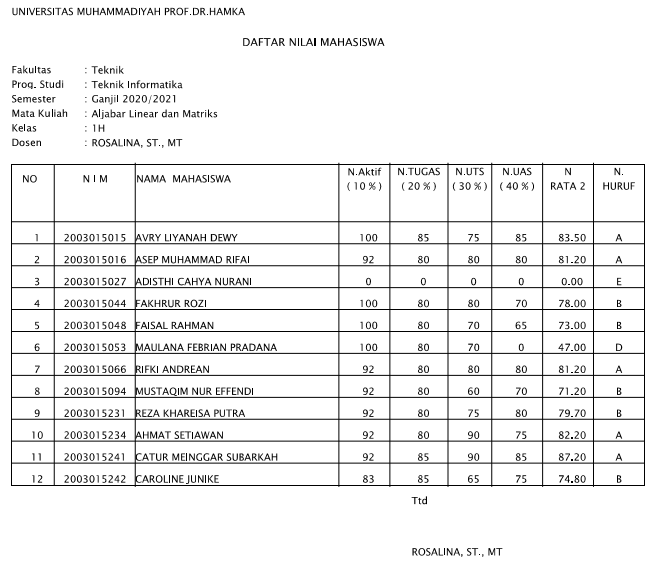 UNIVERSITAS MUHAMMADIYAH PROF.DR.HAMKA
DAFTAR NILAI MAHASISWA
Fakultas : Teknik
Prog. Studi : Teknik Informatika
Semester : Ganjil 2020/2021
Mata Kuliah : Aljabar Linear dan Matriks
Kelas : 1H
Dosen : ROSALINA, ST., MT
NO N I M NAMA MAHASISWA N.Aktif N.TUGAS N.UTS N.UAS N N.
( 10 % ) ( 20% ) ( 30 % ) ( 40% ) RATA 2 HURUF
1 2003015015 AVRY LIYANAH DEWY 100 85 75 85 83.50 A
2 2003015016 ASEP MUHAMMAD RIFAI 92 80 80 80 81.20 A
3 2003015027 ADISTHI CAHYA NURANI 0 0 0 0 0.00 E
4 2003015044 FAKHRUR ROZI 100 80 80 70 78.00 B
5 2003015048 FAISAL RAHMAN 100 80 70 65 73.00 B
6 2003015053 MAULANA FEBRIAN PRADANA 100 80 70 0 47.00 D
7 2003015066 RIFKI ANDREAN 92 80 80 80 81.20 A
8 2003015094 MUSTAQIM NUR EFFENDI 92 80 60 70 71.20 B
9 2003015231 REZA KHAREISA PUTRA 92 80 75 80 79.70 B
10 2003015234 AHMAT SETIAWAN 92 80 90 75 82.20 A
11 2003015241 CATUR MEINGGAR SUBARKAH 92 85 90 85 87.20 A
12 2003015242 CAROLINE JUNIKE 83 85 65 75 74.80 B
Ttd
ROSALINA, ST., MT